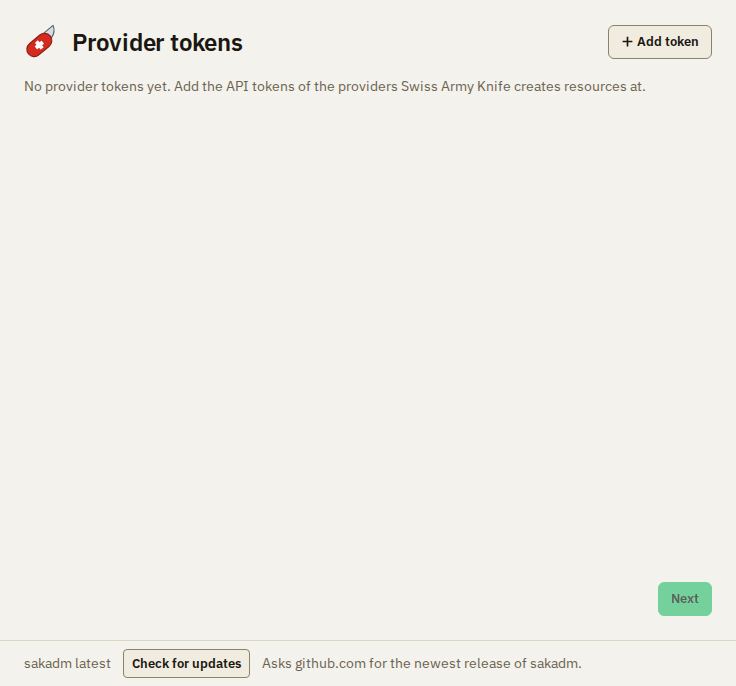 Provider tokens
+ Add token
No provider tokens yet. Add the API tokens of the providers Swiss Army Knife creates resources at.
Next
sakadm latest
Check for updates
Asks github.com for the newest release of sakadm.